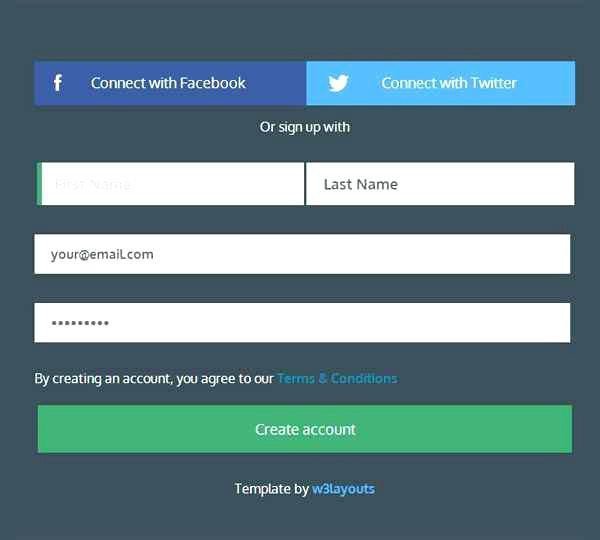 Connect with Facebook
Connect with Twitter
Or sign up with
First Name
Last Name
your@email.com
By creating an account, you agree to our Terms & Conditions
Create account
Template by w3layouts